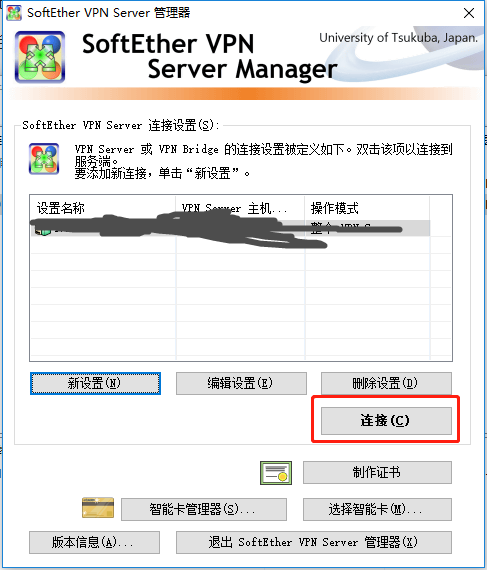 SoftEther VPN Server 管理器
University of Tsukuba, Japan.
SoftEther VPN
Server Manager
SoftEther VPN Server 连接设置(S):
VPN Server 或 VPN Bridge 的连接设置被定义如下。双击该项以连接到
服务端。
要添加新连接，单击“新设置”。
设置名称 VPN Server 主机... 操作模式
整个 VPN S...
新设置(N) 编辑设置(E) 删除设置(D)
连接(C)
制作证书
智能卡管理器(S)... 选择智能卡(M)...
版本信息(A)... 退出 SoftEther VPN Server 管理器(X)